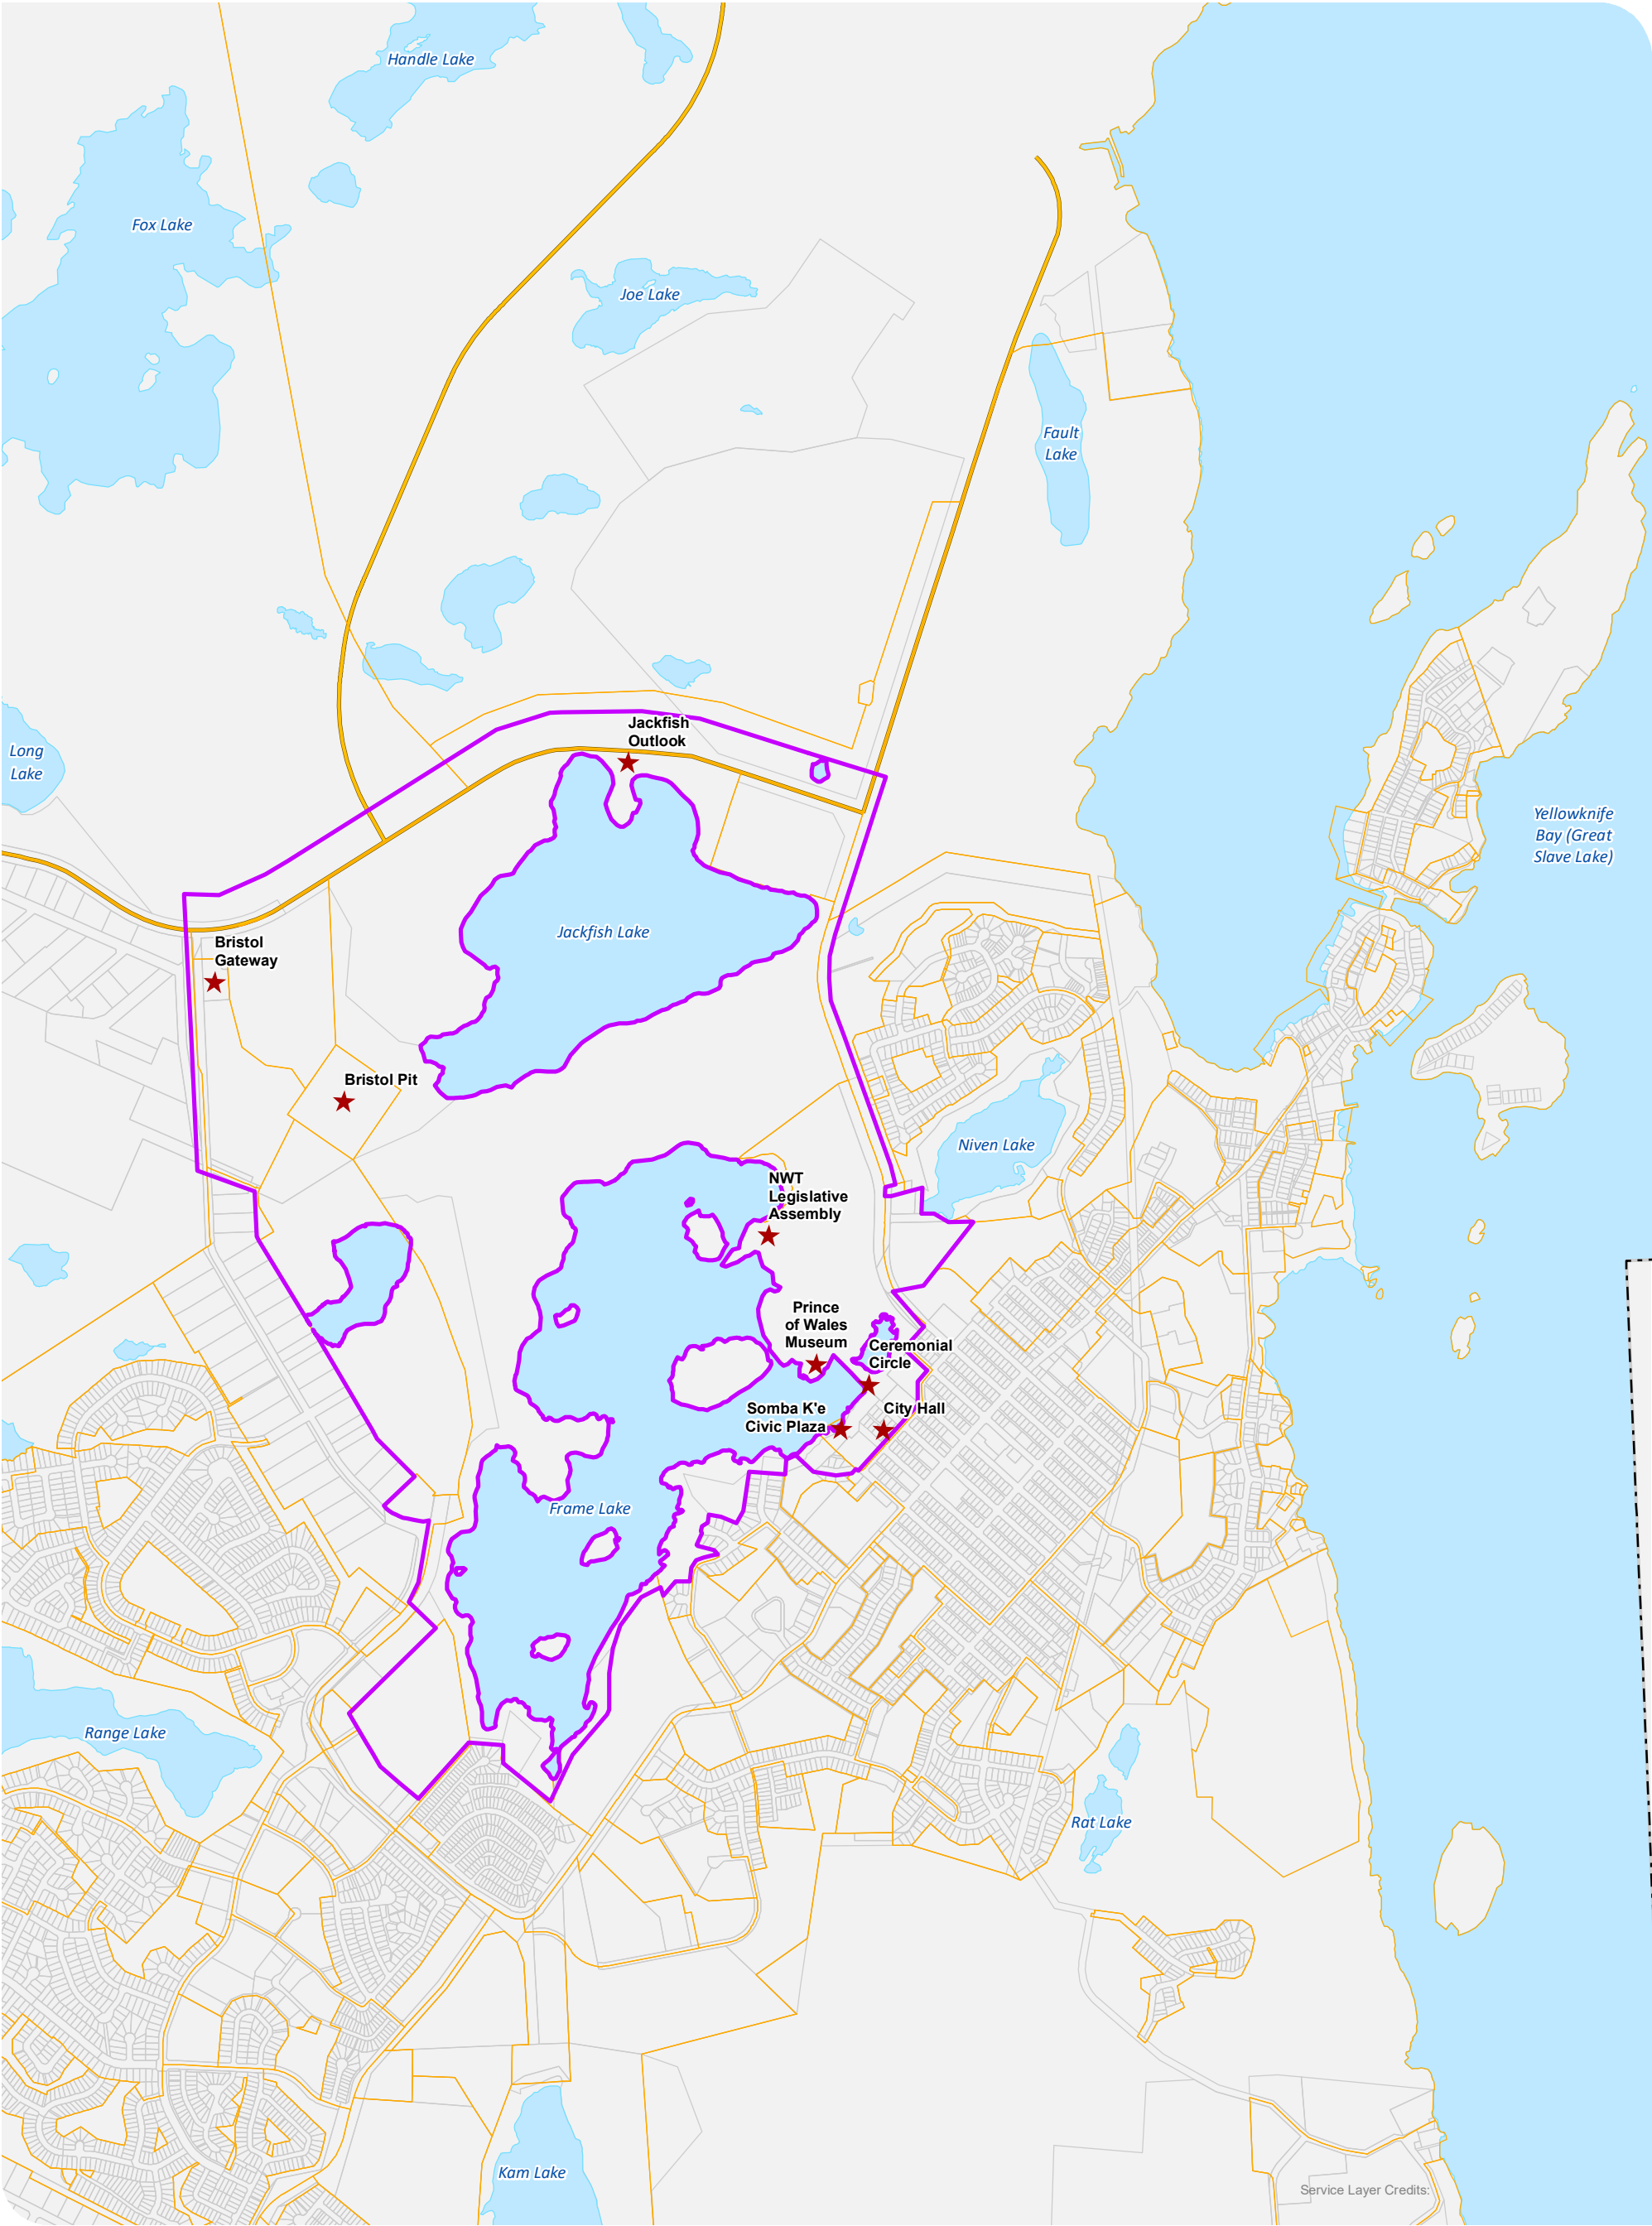 Handle Lake
Fox Lake
Joe Lake
Fault
Lake
Jackfish
Outlook
Long
Lake
Yellowknife
Bay (Great
Slave Lake)
Jackfish Lake
Bristol
Gateway
Bristol Pit
Niven Lake
NWT
Legislative
Assembly
Prince
of Wales
Museum
Ceremonial
Circle
Somba K'e
Civic Plaza
City Hall
Frame Lake
Range Lake
Rat Lake
Kam Lake
Service Layer Credits: